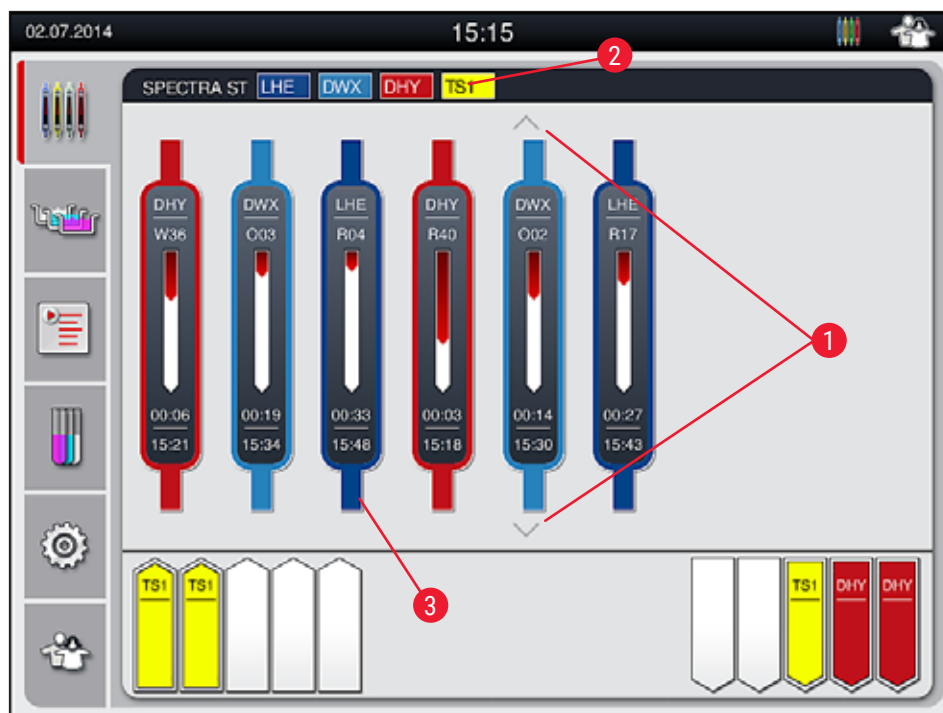 02.07.2014 15:15
2
SPECTRA ST LHE DWX DHY TS1
DHY DWX LHE DHY DWX LHE
W36 O03 R04 R40 O02 R17
1
00:06 00:19 00:33 00:03 00:14 00:27
15:21 15:34 15:48 15:18 15:30 15:43
TS1 TS1 TS1 DHY DHY
3